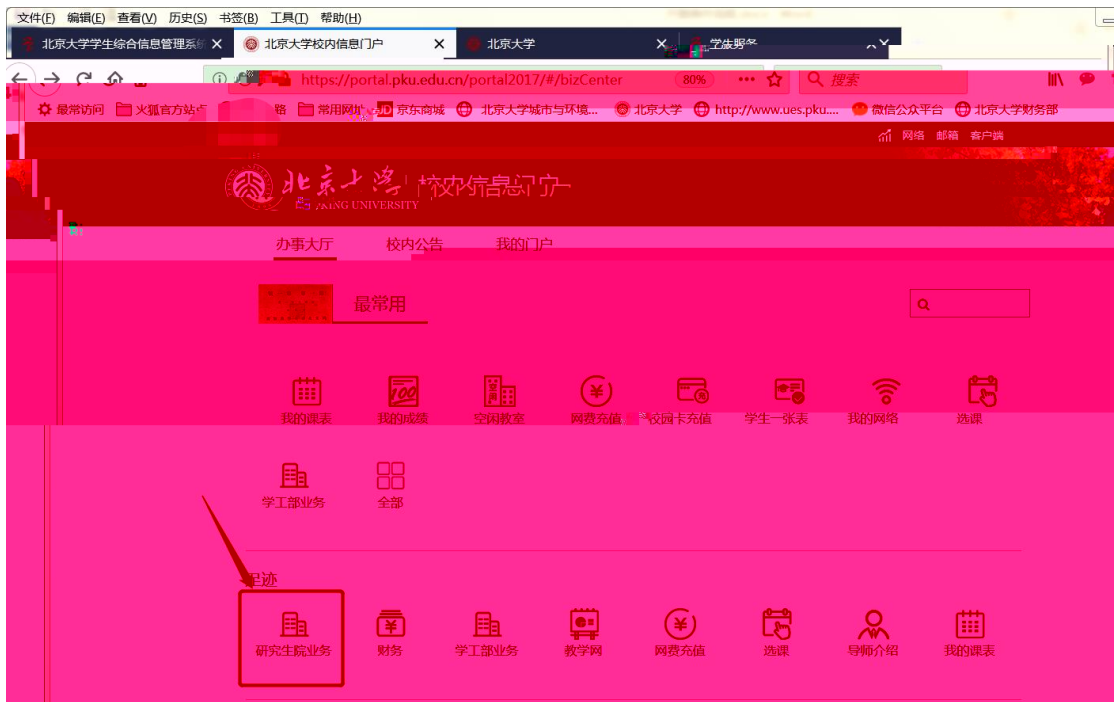 文件(F) 编辑(E) 查看(V) 历史(S) 书签(B) 工具(T) 帮助(H)
北京大学学生综合信息管理系统 北京大学校内信息门户 北京大学
https://portal.pku.edu.cn/portal2017/#/bizCenter 80% 搜索
最常访问 火狐官方站点 常用网址 JD 京东商城 北京大学城市与环境... 北京大学 http://www.ues.pku.... 微信公众平台 北京大学财务部
网络 邮箱 客户端
北京大学 校内信息门户
UNIVERSITY
办事大厅 校内公告 我的门户
最常用
我的课表 我的成绩 空闲教室 网费充值 校园卡充值 学生一张表 我的网络 选课
学工部业务 全部
足迹
研究生院业务 财务 学工部业务 教学网 网费充值 选课 导师介绍 我的课表